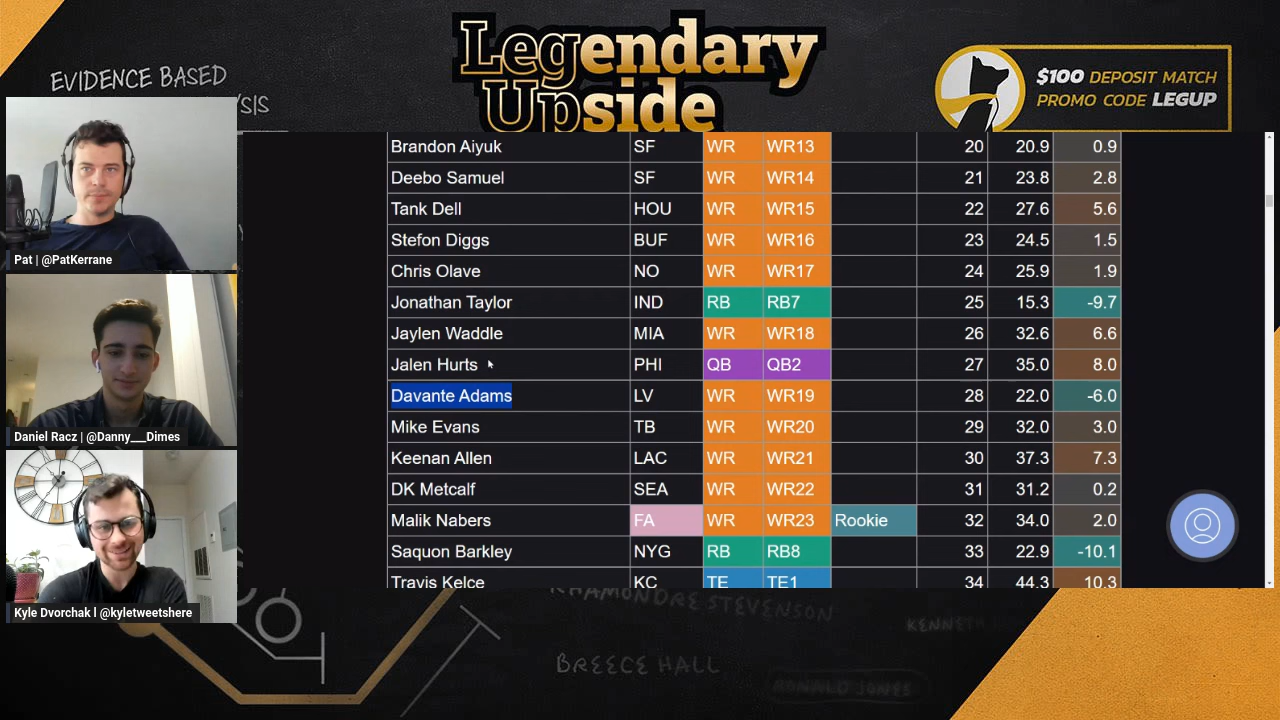 Legendary
Upside
EVIDENCE BASED
$100 DEPOSIT MATCH
PROMO CODE LEGUP
Brandon Aiyuk SF WR WR13 20 20.9 0.9
Deebo Samuel SF WR WR14 21 23.8 2.8
Tank Dell HOU WR WR15 22 27.6 5.6
Stefon Diggs BUF WR WR16 23 24.5 1.5
Chris Olave NO WR WR17 24 25.9 1.9
Jonathan Taylor IND RB RB7 25 15.3 -9.7
Jaylen Waddle MIA WR WR18 26 32.6 6.6
Jalen Hurts PHI QB QB2 27 35.0 8.0
Davante Adams LV WR WR19 28 22.0 -6.0
Mike Evans TB WR WR20 29 32.0 3.0
Keenan Allen LAC WR WR21 30 37.3 7.3
DK Metcalf SEA WR WR22 31 31.2 0.2
Malik Nabers FA WR WR23 Rookie 32 34.0 2.0
Saquon Barkley NYG RB RB8 33 22.9 -10.1
Travis Kelce KC TE TE1 34 44.3 10.3
Pat | @PatKerrane
Daniel Racz | @Danny___Dimes
Kyle Dvorchak l @kyletweetshere
RHAMONDRE STEVENSON
KENNETH
BREECE HALL
RONALD JONES